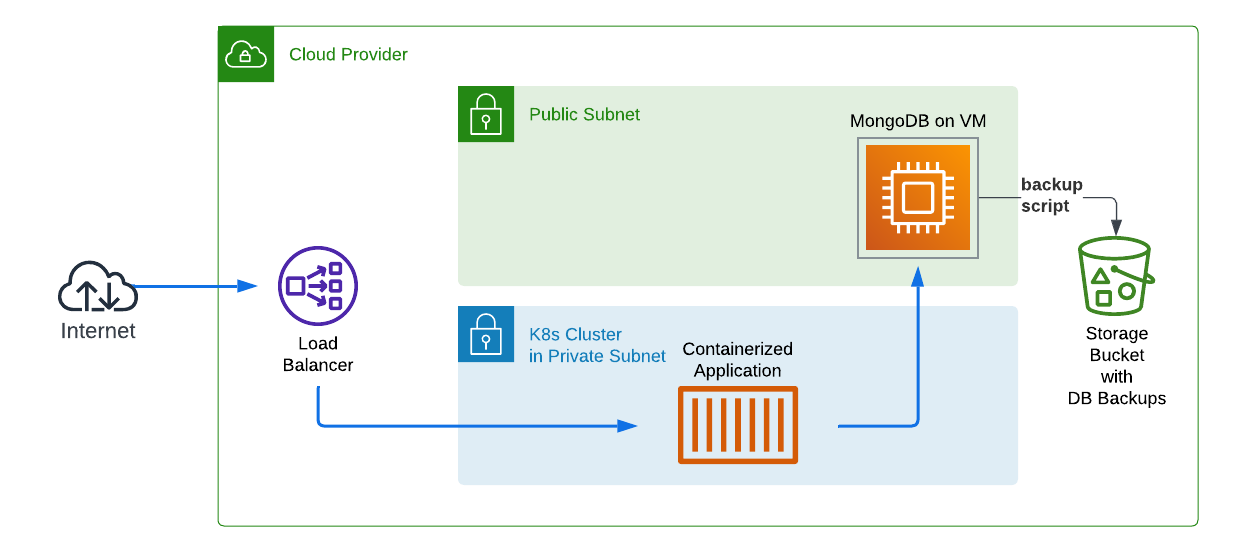 Cloud Provider
Public Subnet
MongoDB on VM
backup
script
Internet
Load
Balancer
K8s Cluster
in Private Subnet
Containerized
Application
Storage
Bucket
with
DB Backups